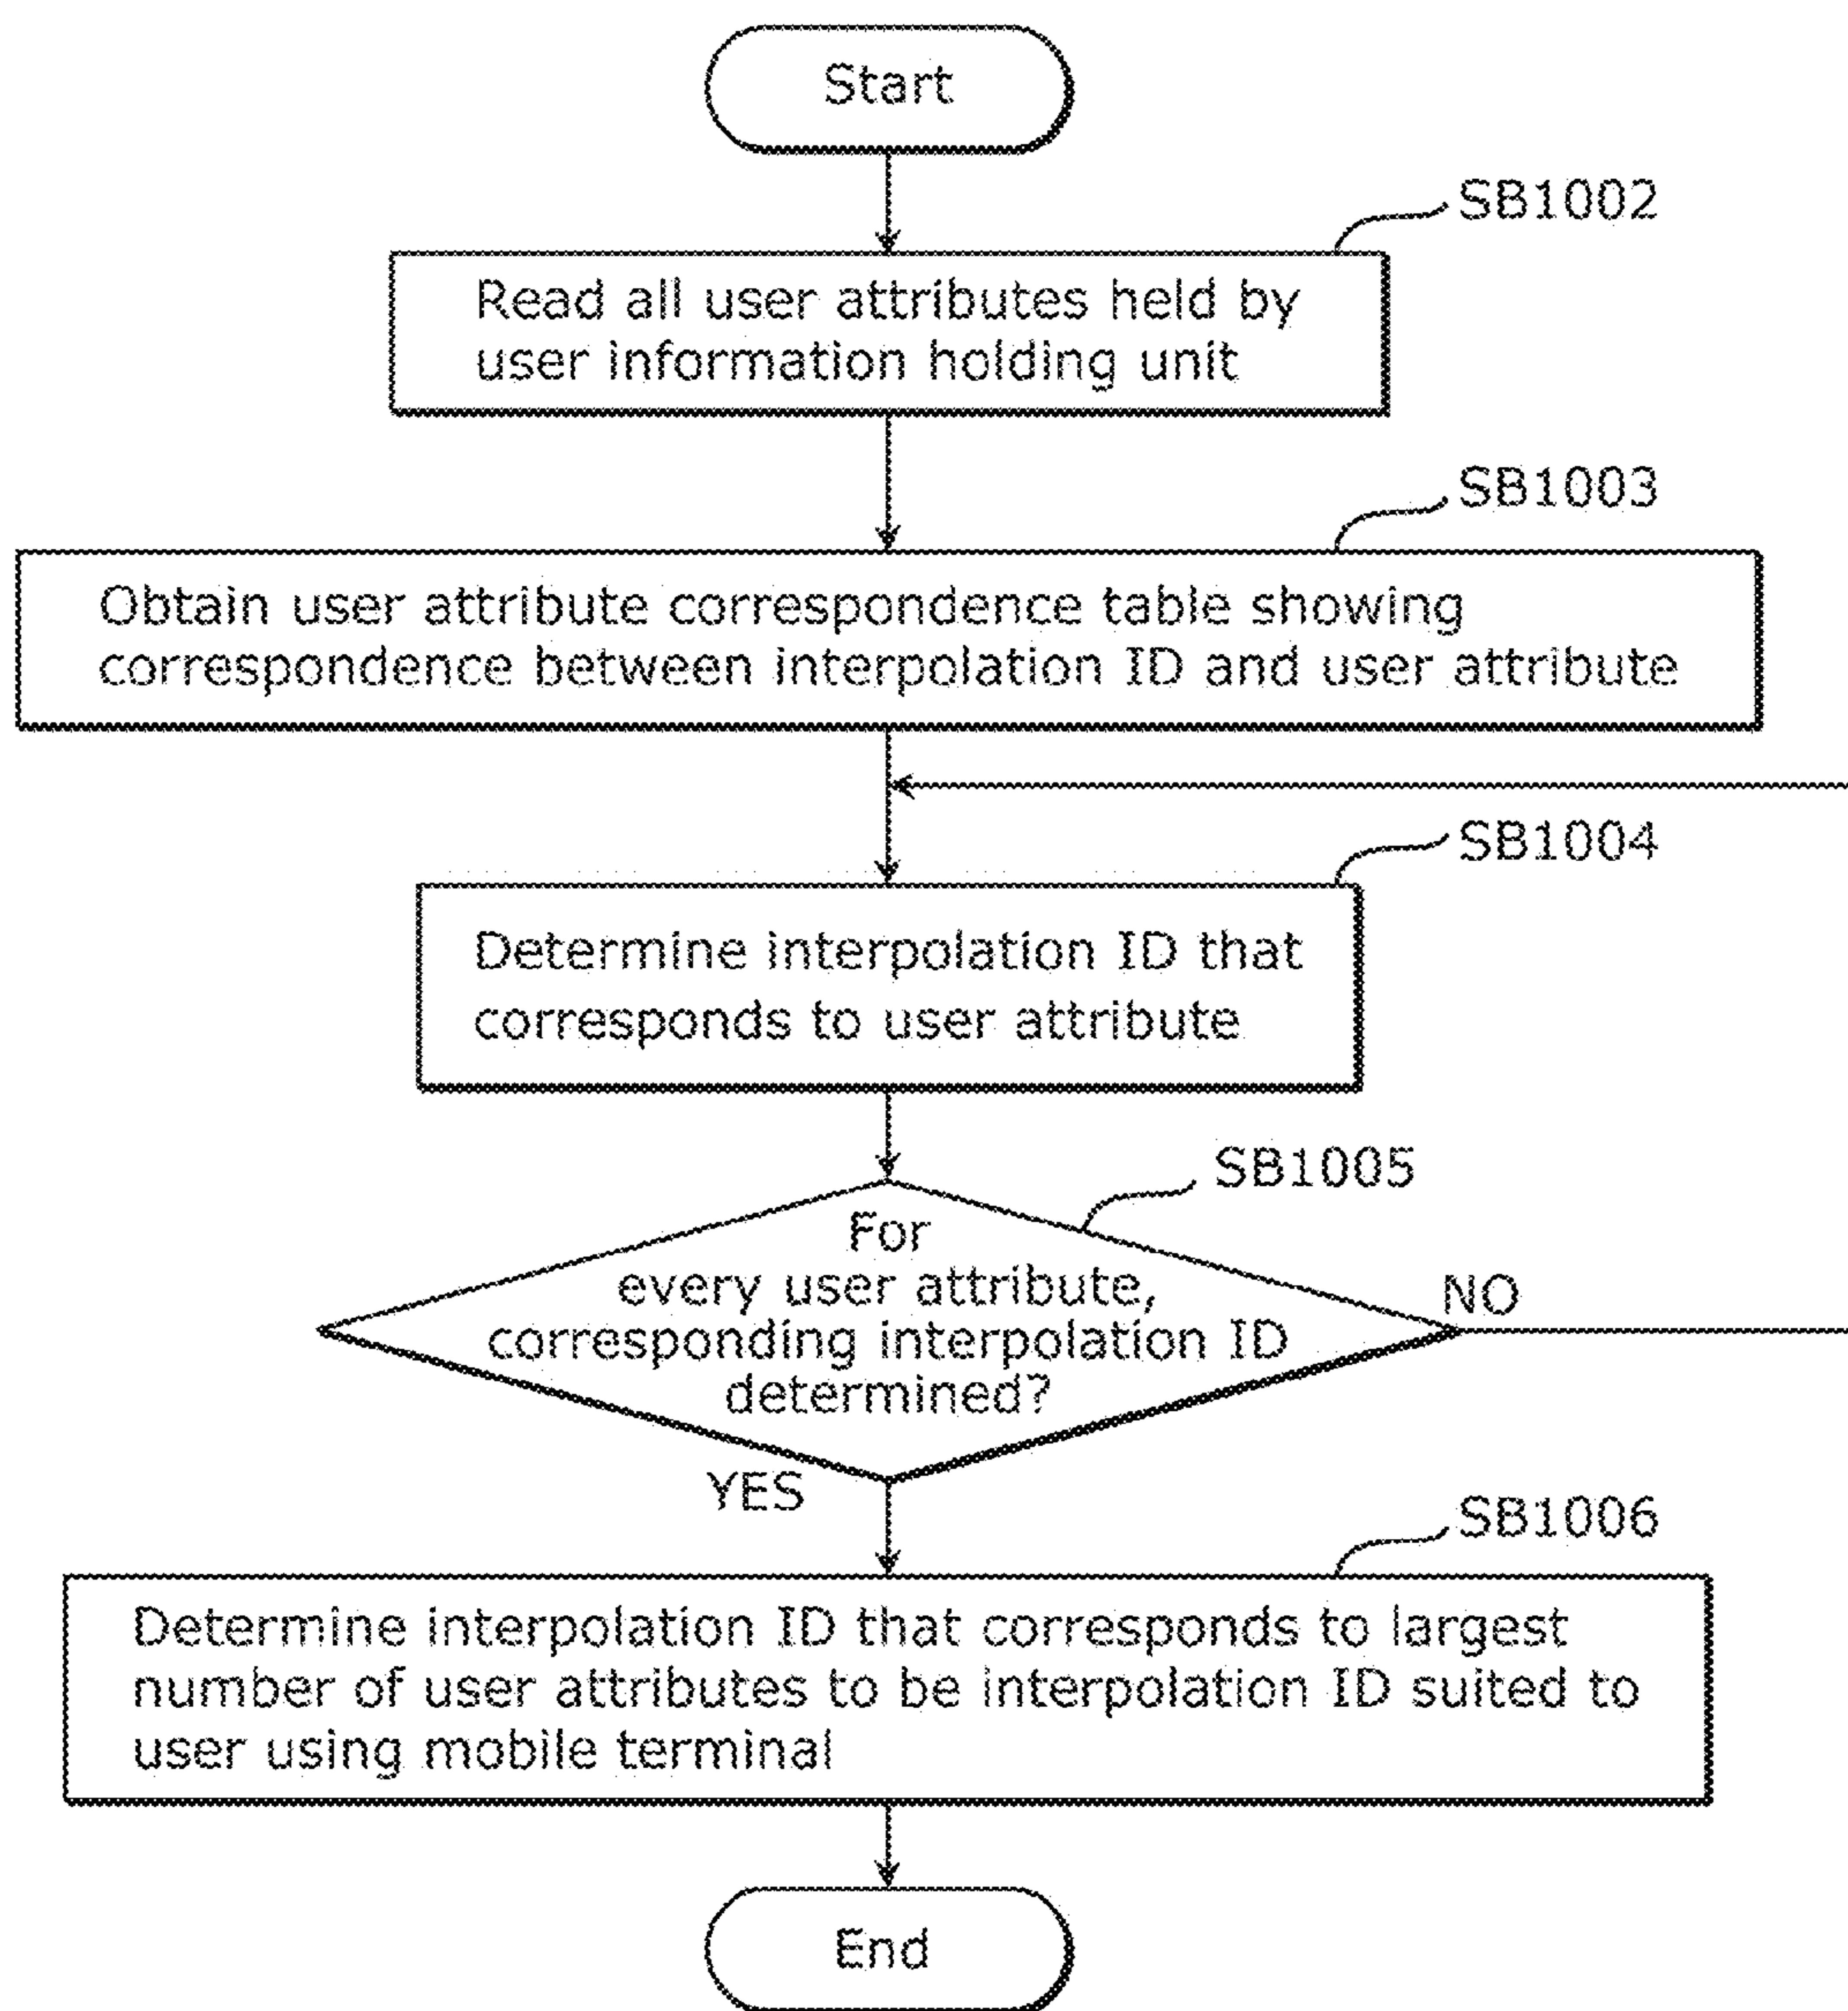 Start
SB1002
Read all user attributes held by
user information holding unit
SB1003
Obtain user attribute correspondence table showing
correspondence between interpolation ID and user attribute
SB1004
Determine interpolation ID that
corresponds to user attribute
SB1005
For
every user attribute,
corresponding interpolation ID
determined?
NO
YES
SB1006
Determine interpolation ID that corresponds to largest
number of user attributes to be interpolation ID suited to
user using mobile terminal
End